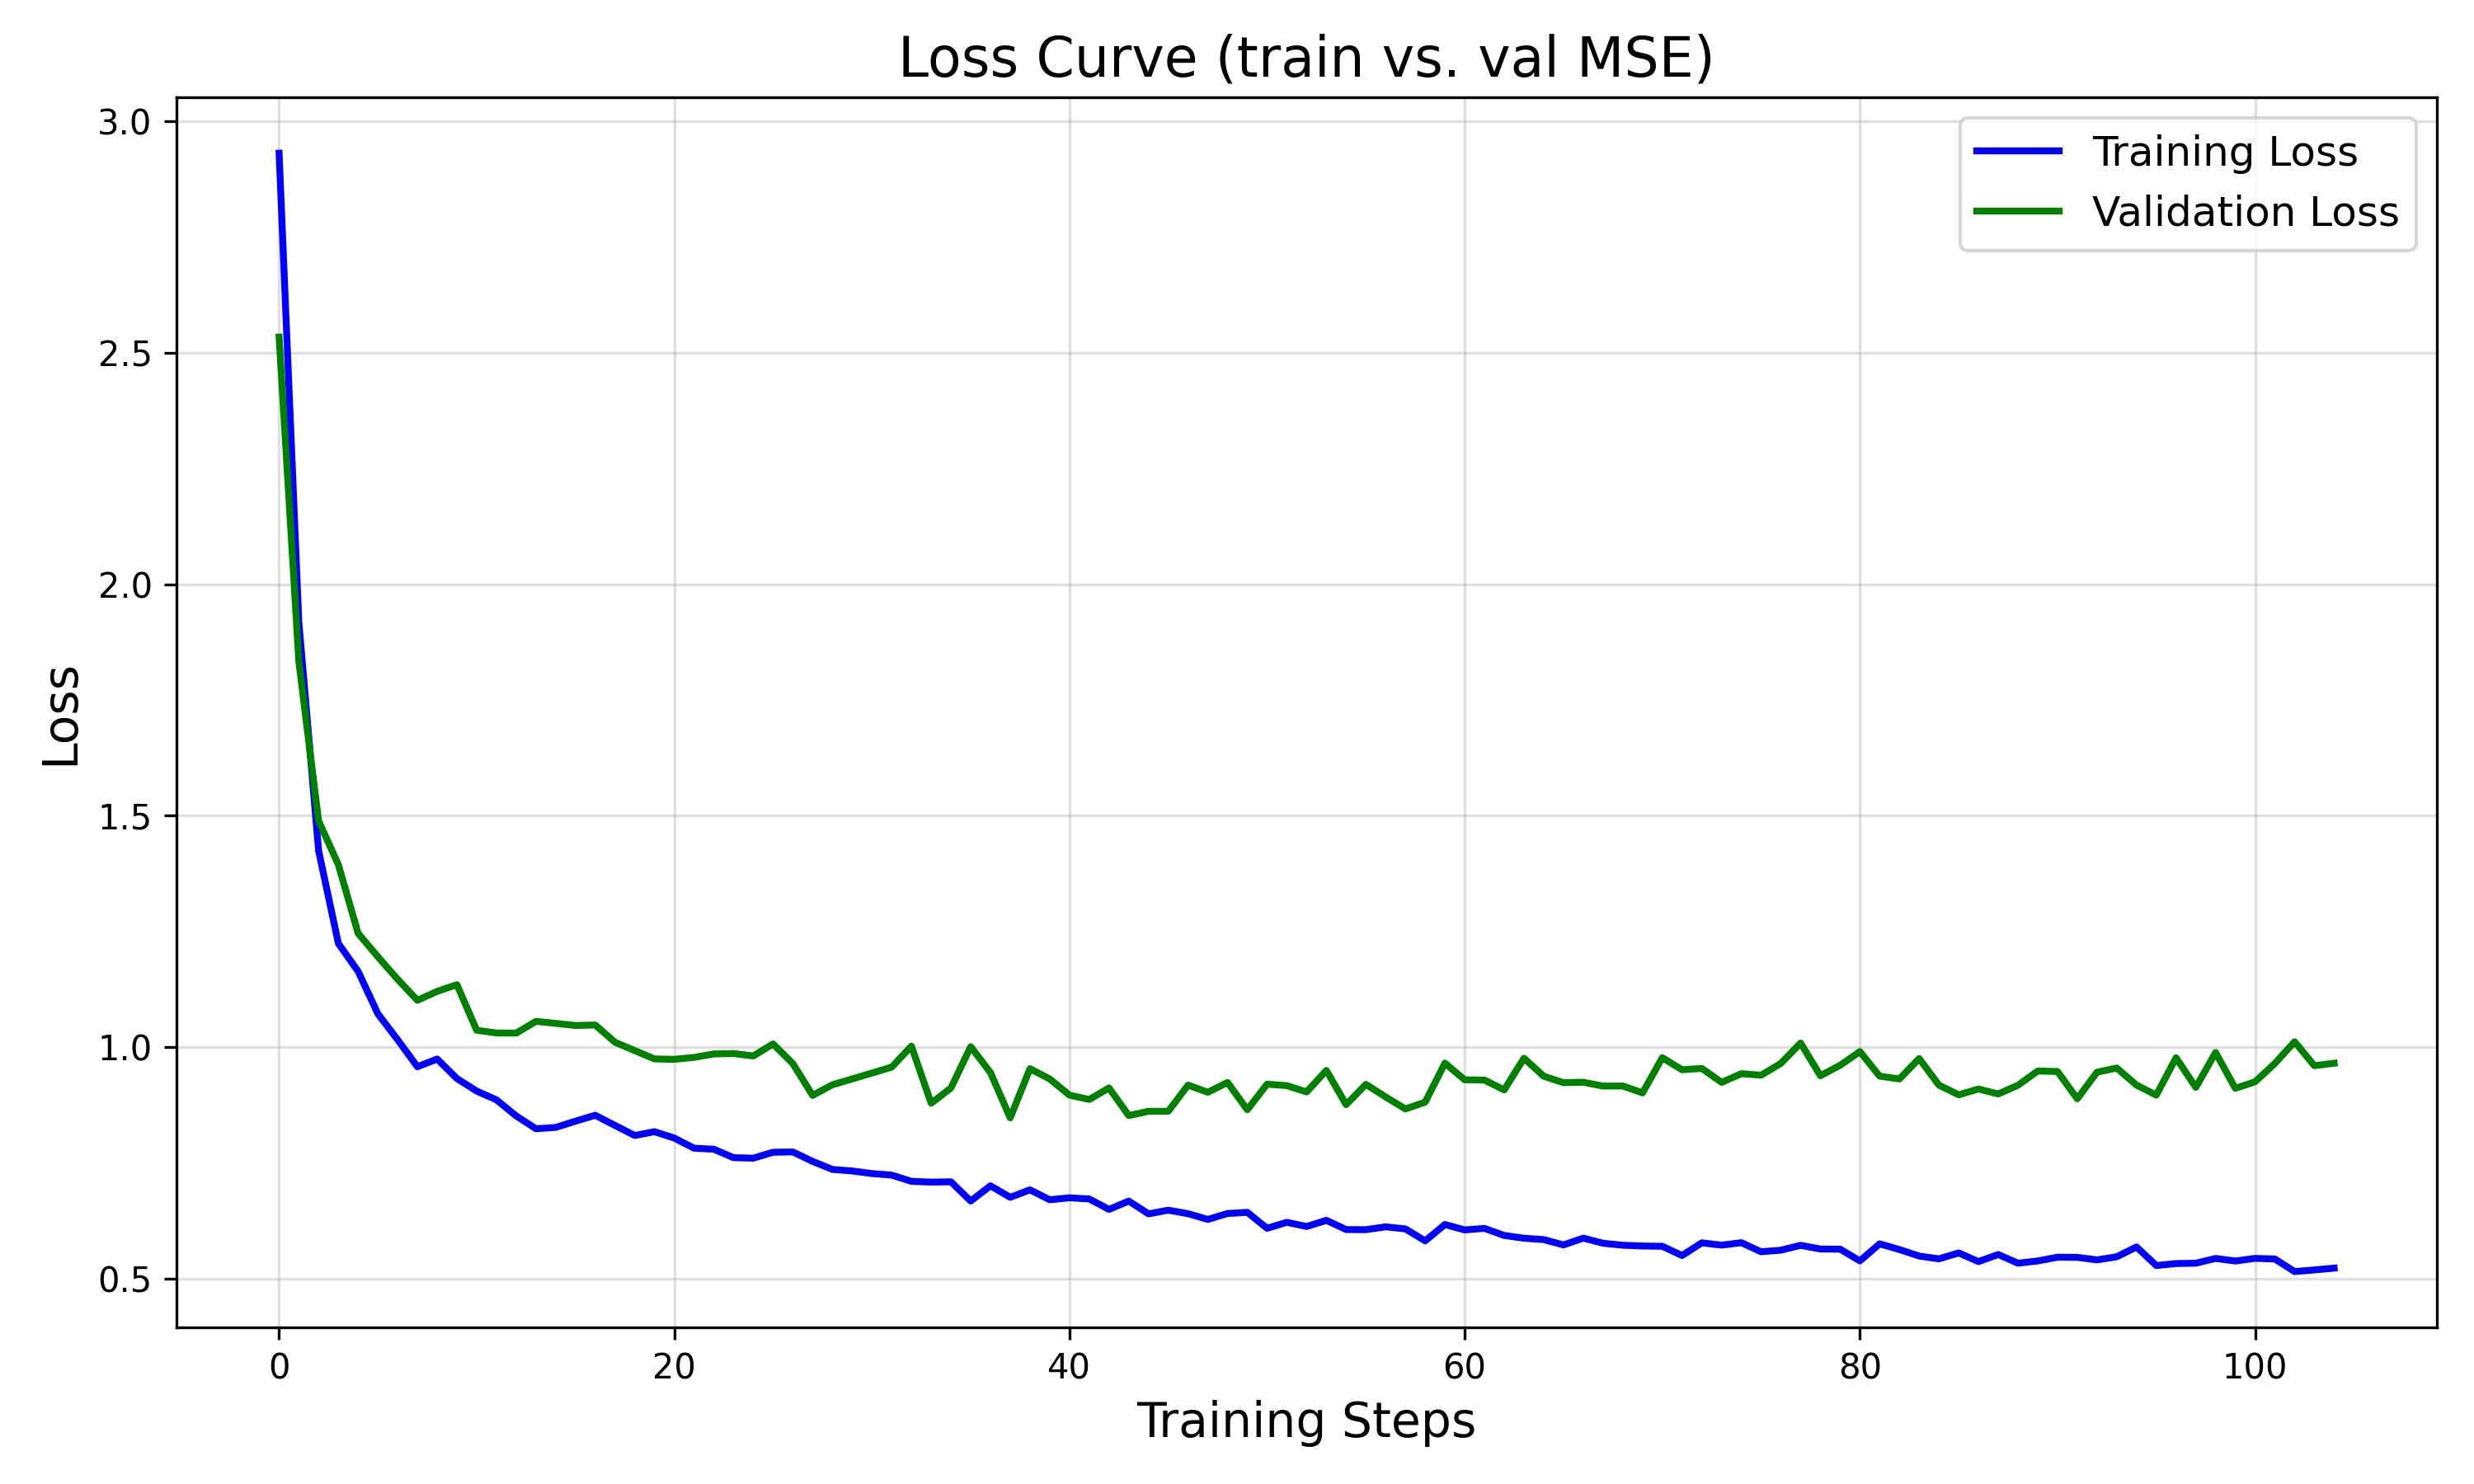 Loss Curve (train vs. val MSE)
Training Loss
Validation Loss
3.0
2.5
2.0
1.5
1.0
0.5
Loss
0 20 40 60 80 100
Training Steps